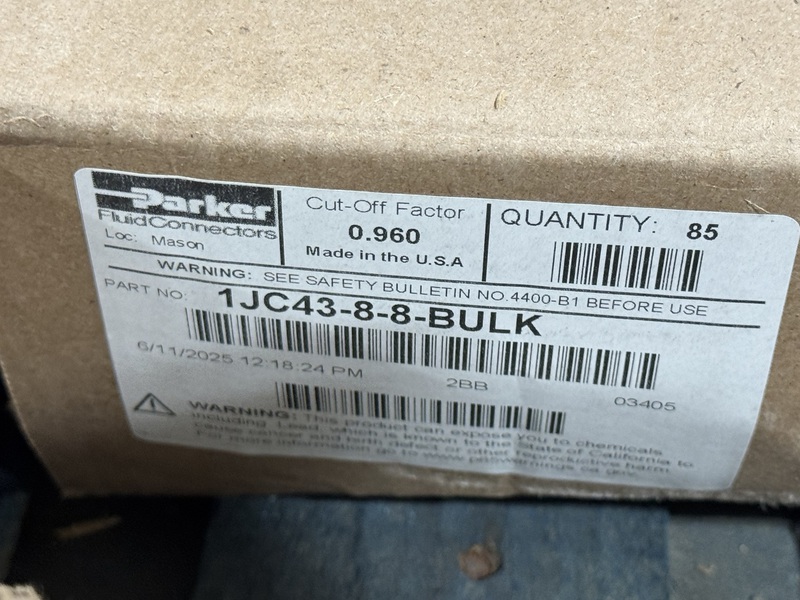 Parker
Fluid Connectors
Loc: Mason
Cut-Off Factor
0.960
Made in the U.S.A
QUANTITY: 85
WARNING: SEE SAFETY BULLETIN NO.4400-B1 BEFORE USE
PART NO: 1JC43-8-8-BULK
6/11/2025 12:18:24 PM
2BB
03405
WARNING: This product can expose you to chemicals
including Lead, which is known to the State of California to
cause cancer and birth defect or other reproductive harm.
For more information go to www.p65warnings.ca.gov.